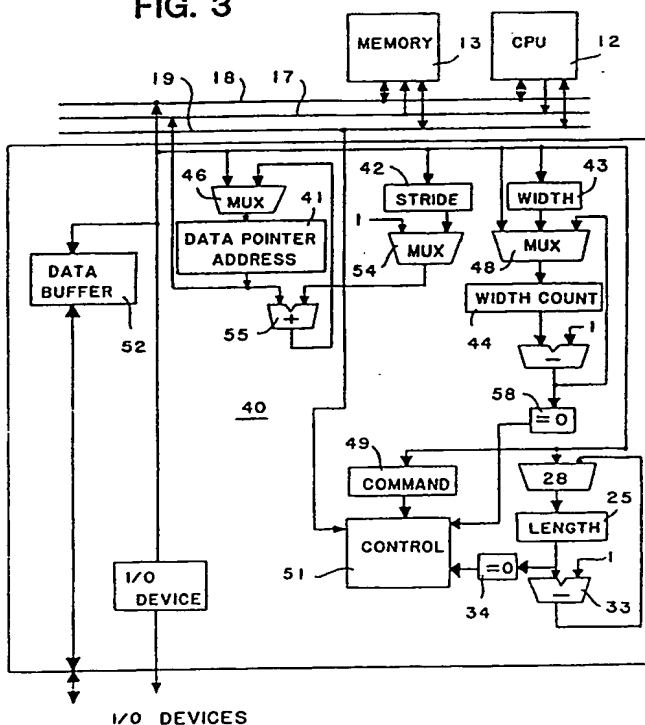 FIG. 3
MEMORY
13
CPU
12
19
18
17
46
MUX
41
DATA POINTER
ADDRESS
42
STRIDE
1
MUX
54
WIDTH
43
MUX
48
WIDTH COUNT
44
1
−
DATA
BUFFER
52
+
55
40
58
=0
49
COMMAND
28
25
LENGTH
CONTROL
51
=0
34
1
−
33
I/O
DEVICE
I/O DEVICES